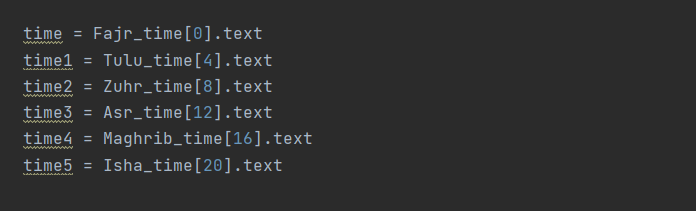 time = Fajr_time[0].text
time1 = Tulu_time[4].text
time2 = Zuhr_time[8].text
time3 = Asr_time[12].text
time4 = Maghrib_time[16].text
time5 = Isha_time[20].text